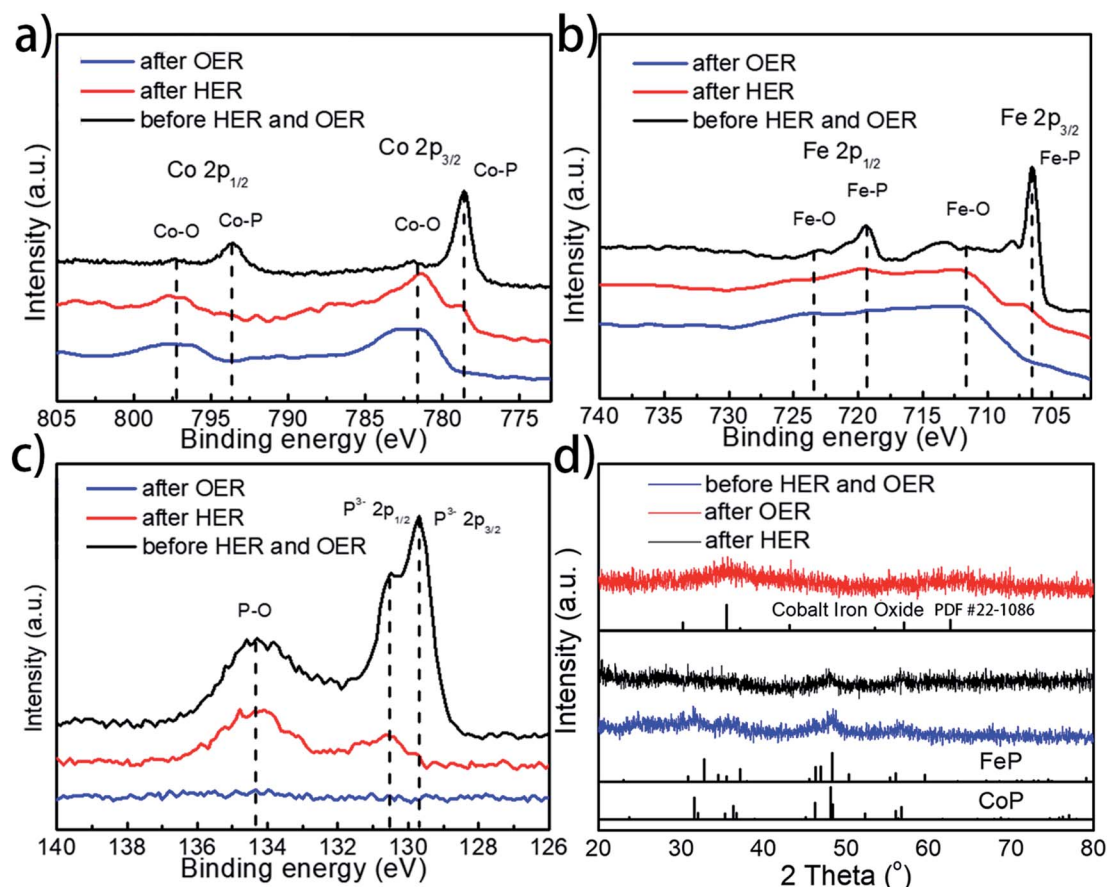 a)
after OER
after HER
before HER and OER
Co 2p1/2
Co 2p3/2
Co-P
Co-O
Co-P
Co-O
Intensity (a.u.)
805 800 795 790 785 780 775
Binding energy (eV)
b)
after OER
after HER
before HER and OER
Fe 2p3/2
Fe 2p1/2
Fe-P
Fe-P
Fe-O
Fe-O
Intensity (a.u.)
740 735 730 725 720 715 710 705
Binding energy (eV)
c)
after OER
after HER
before HER and OER
P3- 2p1/2
P3- 2p3/2
P-O
Intensity (a.u.)
140 138 136 134 132 130 128 126
Binding energy (eV)
d)
before HER and OER
after OER
after HER
Cobalt Iron Oxide PDF #22-1086
FeP
CoP
Intensity (a.u.)
20 30 40 50 60 70 80
2 Theta (o)